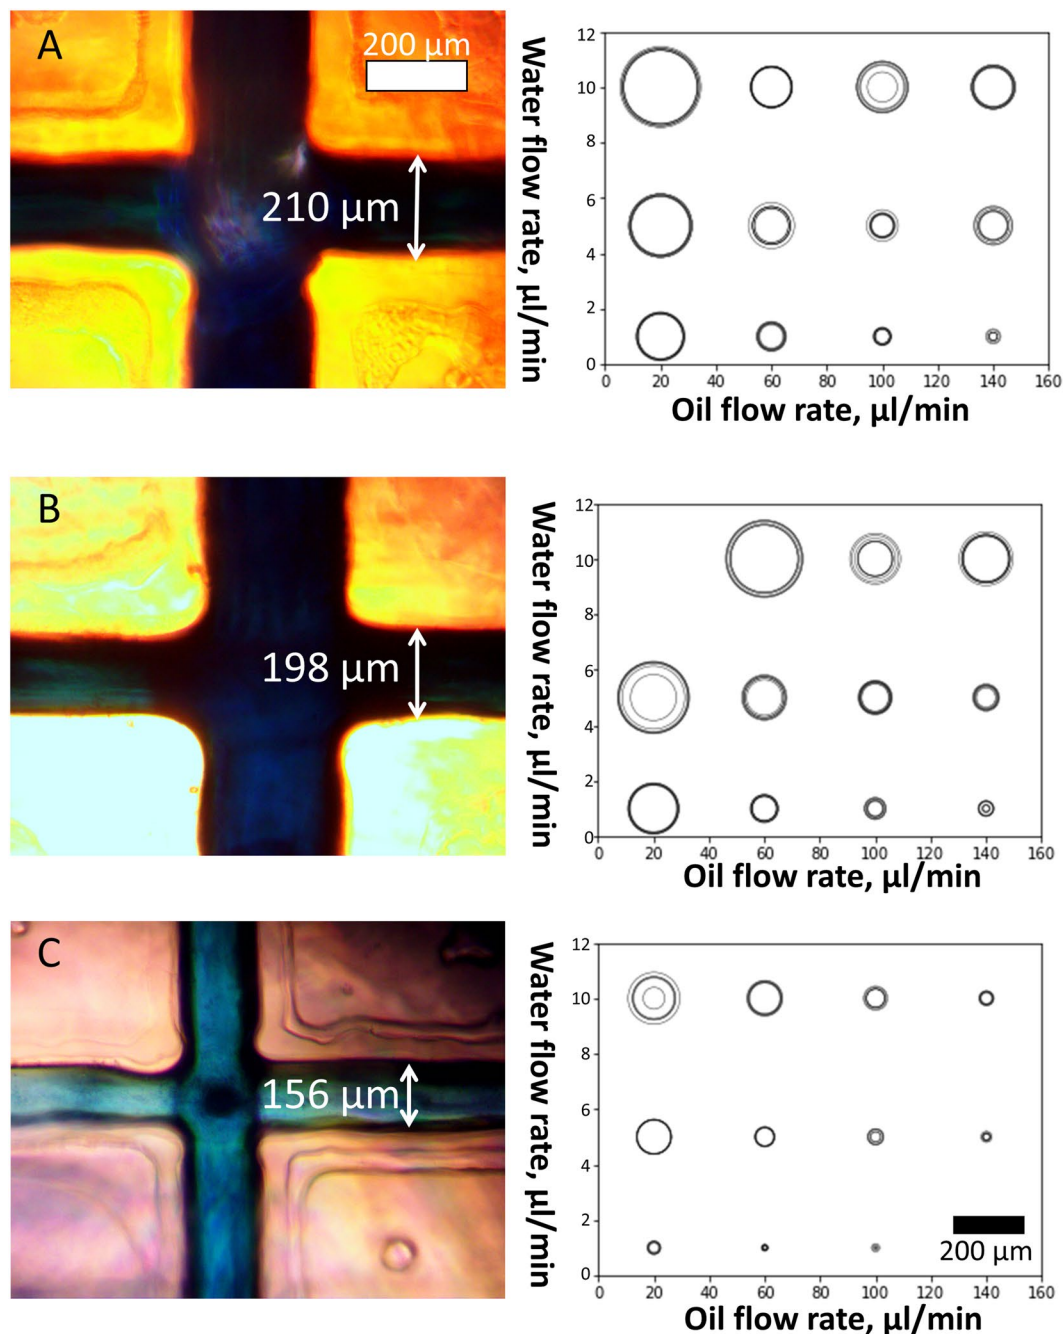 A
200 µm
210 µm
Water flow rate, µl/min
12
10
8
6
4
2
0
0 20 40 60 80 100 120 140 160
Oil flow rate, µl/min
B
198 µm
Water flow rate, µl/min
12
10
8
6
4
2
0
0 20 40 60 80 100 120 140 160
Oil flow rate, µl/min
C
156 µm
Water flow rate, µl/min
12
10
8
6
4
2
0
200 µm
0 20 40 60 80 100 120 140 160
Oil flow rate, µl/min